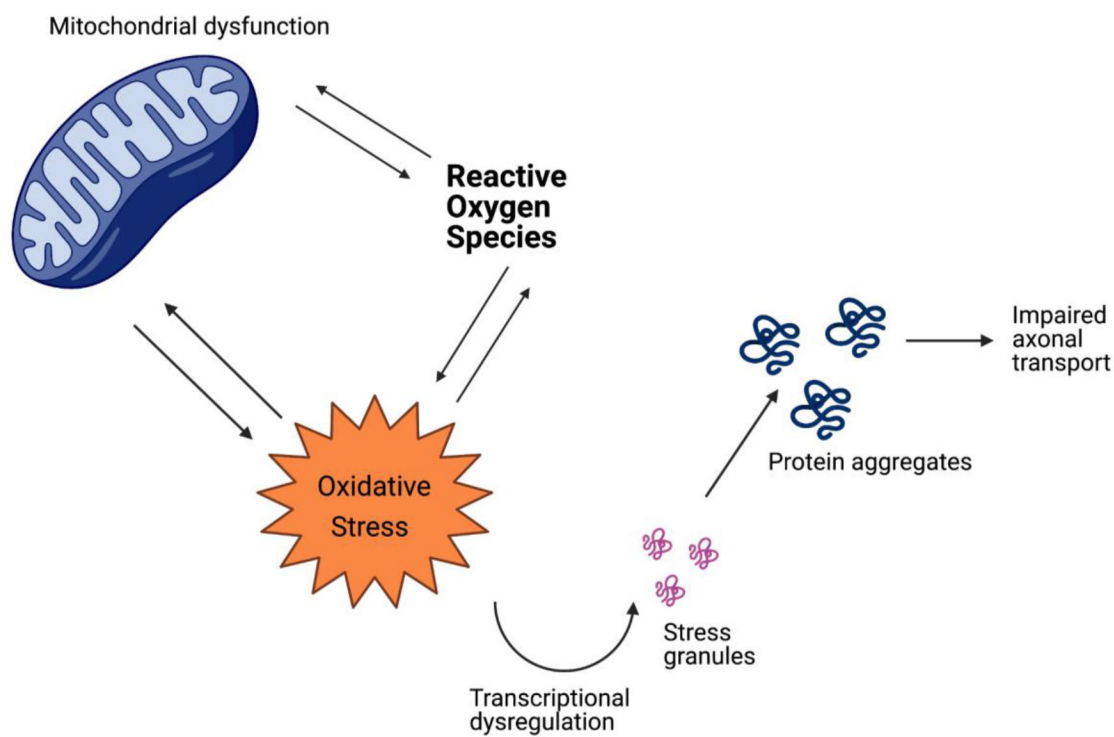 Mitochondrial dysfunction
Reactive
Oxygen
Species
Impaired
axonal
transport
Protein aggregates
Oxidative
Stress
Stress
granules
Transcriptional
dysregulation